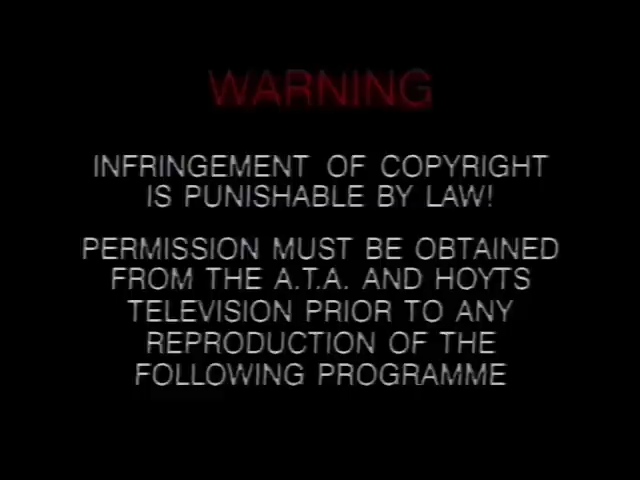 WARNING
INFRINGEMENT OF COPYRIGHT
IS PUNISHABLE BY LAW!
PERMISSION MUST BE OBTAINED
FROM THE A.T.A. AND HOYTS
TELEVISION PRIOR TO ANY
REPRODUCTION OF THE
FOLLOWING PROGRAMME